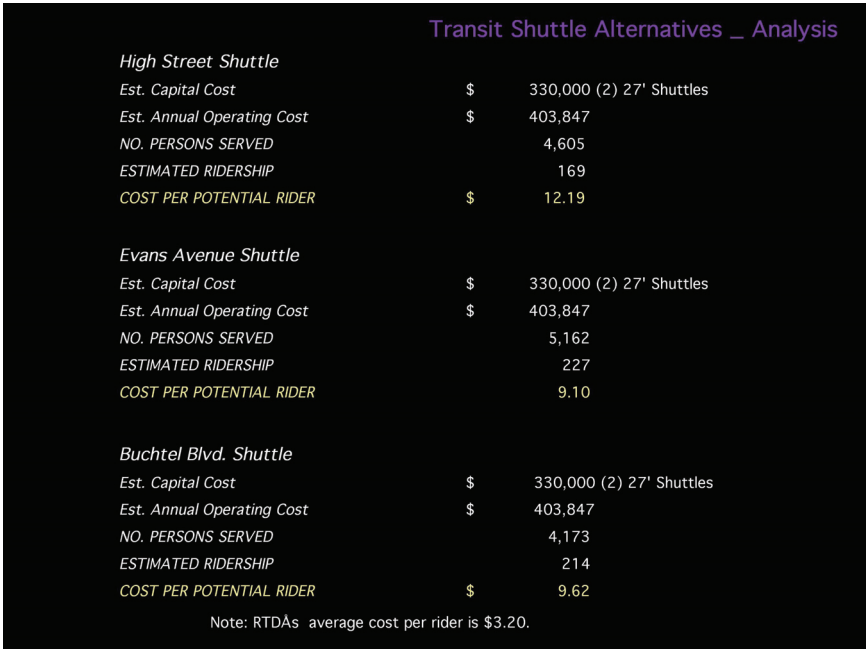 Transit Shuttle Alternatives _ Analysis
High Street Shuttle
Est. Capital Cost $ 330,000 (2) 27' Shuttles
Est. Annual Operating Cost $ 403,847
NO. PERSONS SERVED 4,605
ESTIMATED RIDERSHIP 169
COST PER POTENTIAL RIDER $ 12.19
Evans Avenue Shuttle
Est. Capital Cost $ 330,000 (2) 27' Shuttles
Est. Annual Operating Cost $ 403,847
NO. PERSONS SERVED 5,162
ESTIMATED RIDERSHIP 227
COST PER POTENTIAL RIDER 9.10
Buchtel Blvd. Shuttle
Est. Capital Cost $ 330,000 (2) 27' Shuttles
Est. Annual Operating Cost $ 403,847
NO. PERSONS SERVED 4,173
ESTIMATED RIDERSHIP 214
COST PER POTENTIAL RIDER $ 9.62
Note: RTDÅs average cost per rider is $3.20.